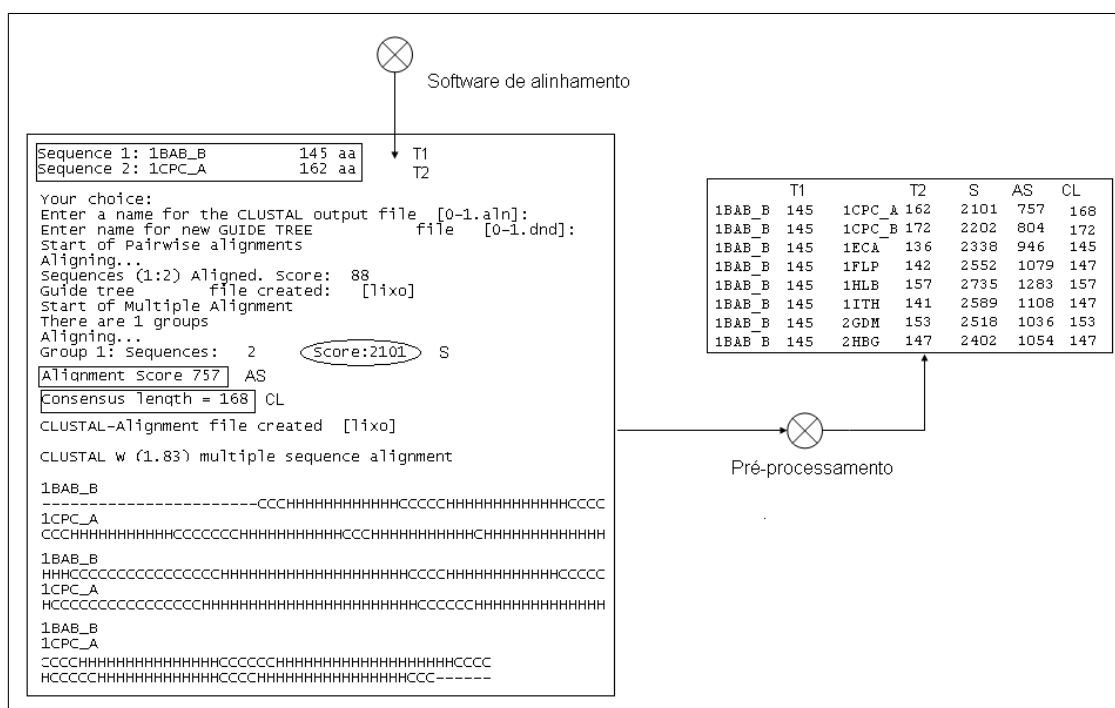 Software de alinhamento
Sequence 1: 1BAB_B 145 aa T1
Sequence 2: 1CPC_A 162 aa T2
Your choice:
Enter a name for the CLUSTAL output file [0-1.aln]:
Enter name for new GUIDE TREE file [0-1.dnd]:
Start of Pairwise alignments
Aligning...
Sequences (1:2) Aligned. Score: 88
Guide tree file created: [lixo]
Start of Multiple Alignment
There are 1 groups
Aligning...
Group 1: Sequences: 2 Score:2101 S
Alignment Score 757 AS
Consensus length = 168 CL
CLUSTAL-Alignment file created [lixo]
CLUSTAL W (1.83) multiple sequence alignment
1BAB_B
1CPC_A
1BAB_B
1CPC_A
1BAB_B
1CPC_A
T1 T2 S AS CL
1BAB_B 145 1CPC_A 162 2101 757 168
1BAB_B 145 1CPC_B 172 2202 804 172
1BAB_B 145 1ECA 136 2338 946 145
1BAB_B 145 1FLP 142 2552 1079 147
1BAB_B 145 1HLB 157 2735 1283 157
1BAB_B 145 1ITH 141 2589 1108 147
1BAB_B 145 2GDM 153 2518 1036 153
1BAB_B 145 2HBG 147 2402 1054 147
Pré-processamento